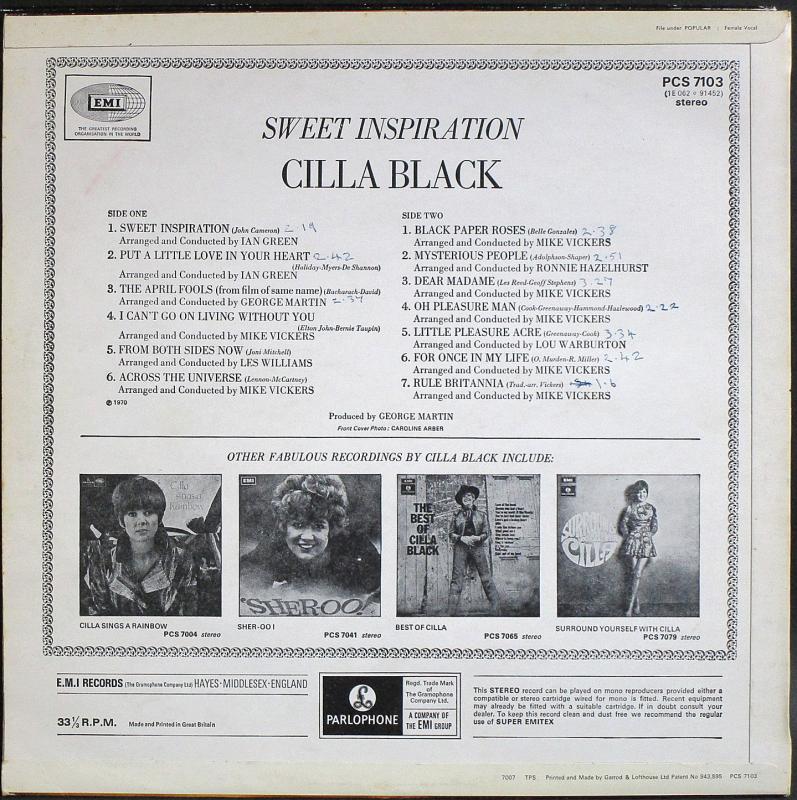 File under POPULAR : Female Vocal
EMI
THE GREATEST RECORDING
ORGANISATION IN THE WORLD
PCS 7103
(1E 062 o 91452)
stereo
SWEET INSPIRATION
CILLA BLACK
SIDE ONE
1. SWEET INSPIRATION (John Cameron) 2.19
Arranged and Conducted by IAN GREEN
2. PUT A LITTLE LOVE IN YOUR HEART 2.42
(Holiday-Myers-De Shannon)
Arranged and Conducted by IAN GREEN
3. THE APRIL FOOLS (from film of same name) (Bacharach-David)
Arranged and Conducted by GEORGE MARTIN 2.37
4. I CAN'T GO ON LIVING WITHOUT YOU
(Elton John-Bernie Taupin)
Arranged and Conducted by MIKE VICKERS
5. FROM BOTH SIDES NOW (Joni Mitchell)
Arranged and Conducted by LES WILLIAMS
6. ACROSS THE UNIVERSE (Lennon-McCartney)
Arranged and Conducted by MIKE VICKERS
℗ 1970
SIDE TWO
1. BLACK PAPER ROSES (Belle Gonzales) 2.38
Arranged and Conducted by MIKE VICKERS
2. MYSTERIOUS PEOPLE (Adolphson-Shaper) 2.51
Arranged and Conducted by RONNIE HAZELHURST
3. DEAR MADAME (Les Reed-Geoff Stephens) 3.27
Arranged and Conducted by MIKE VICKERS
4. OH PLEASURE MAN (Cook-Greenaway-Hammond-Hazlewood) 2.22
Arranged and Conducted by MIKE VICKERS
5. LITTLE PLEASURE ACRE (Greenaway-Cook) 3.34
Arranged and Conducted by LOU WARBURTON
6. FOR ONCE IN MY LIFE (O. Murden-R. Miller) 2.42
Arranged and Conducted by MIKE VICKERS
7. RULE BRITANNIA (Trad.-arr. Vickers) 1.6
Arranged and Conducted by MIKE VICKERS
Produced by GEORGE MARTIN
Front Cover Photo : CAROLINE ARBER
OTHER FABULOUS RECORDINGS BY CILLA BLACK INCLUDE:
Cilla
sings a
Rainbow
EMI
SHER-OO!
THE
BEST
OF
CILLA
BLACK
SURROUND
CILLA
CILLA SINGS A RAINBOW
PCS 7004 stereo
SHER-OO !
PCS 7041 stereo
BEST OF CILLA
PCS 7065 stereo
SURROUND YOURSELF WITH CILLA
PCS 7079 stereo
E.M.I RECORDS (The Gramophone Company Ltd) HAYES·MIDDLESEX·ENGLAND
33⅓ R.P.M. Made and Printed in Great Britain
PARLOPHONE
Regd. Trade Mark
of
The Gramophone
Company Ltd.
A COMPANY OF
THE EMI GROUP
This STEREO record can be played on mono reproducers provided either a
compatible or stereo cartridge wired for mono is fitted. Recent equipment
may already be fitted with a suitable cartridge. If in doubt consult your
dealer. To keep this record clean and dust free we recommend the regular
use of SUPER EMITEX
7007 TPS Printed and Made by Garrod & Lofthouse Ltd Patent No 943,895 PCS 7103